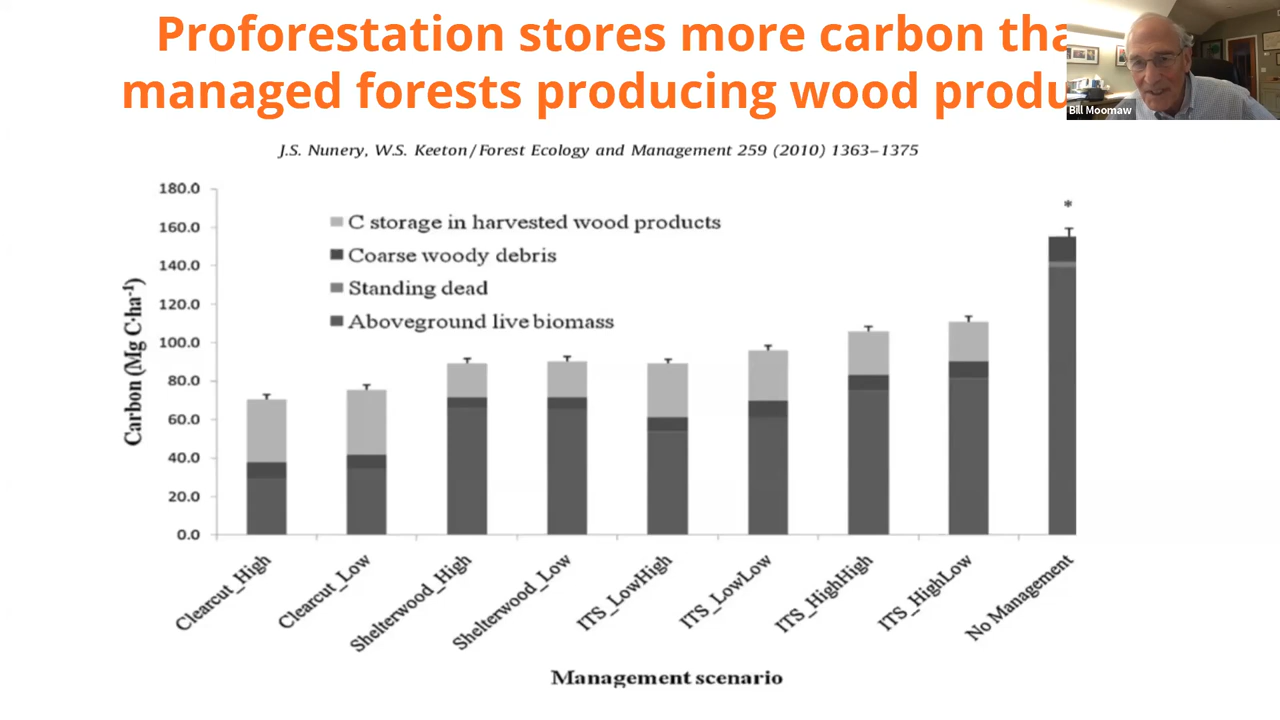 Proforestation stores more carbon tha
managed forests producing wood produ
Bill Moomaw
J.S. Nunery, W.S. Keeton / Forest Ecology and Management 259 (2010) 1363–1375
180.0
160.0
140.0
120.0
100.0
80.0
60.0
40.0
20.0
0.0
Carbon (Mg C·ha⁻¹)
C storage in harvested wood products
Coarse woody debris
Standing dead
Aboveground live biomass
*
Clearcut_High
Clearcut_Low
Shelterwood_High
Shelterwood_Low
ITS_LowHigh
ITS_LowLow
ITS_HighHigh
ITS_HighLow
No Management
Management scenario